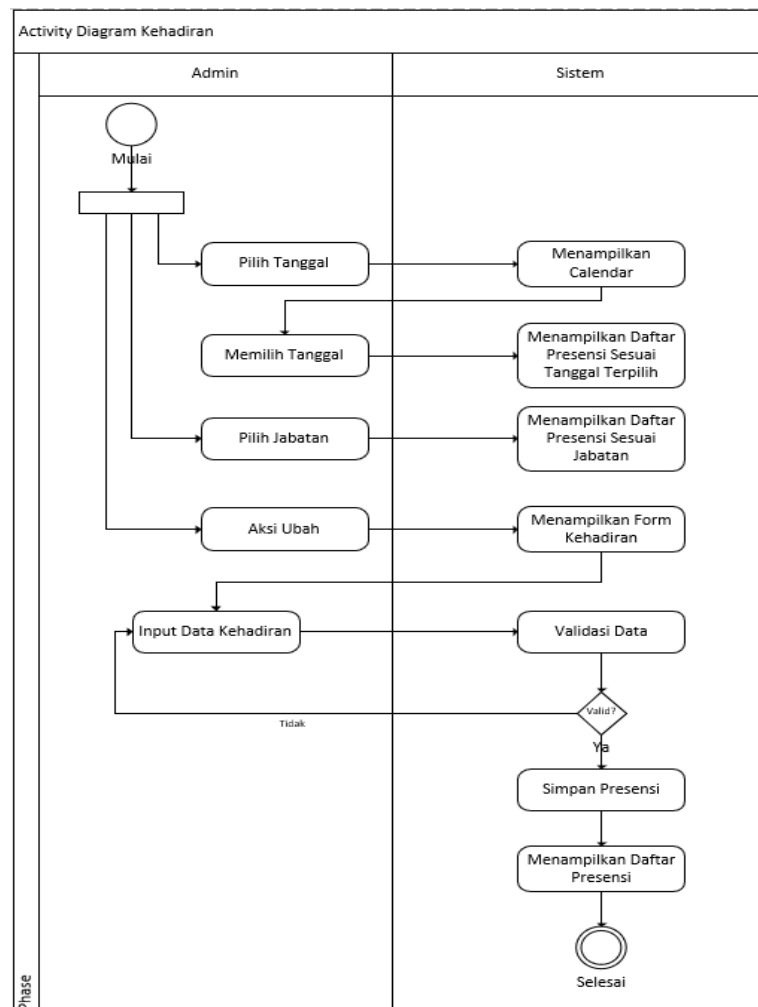 Activity Diagram Kehadiran
Admin
Sistem
Mulai
Pilih Tanggal
Menampilkan
Calendar
Memilih Tanggal
Menampilkan Daftar
Presensi Sesuai
Tanggal Terpilih
Pilih Jabatan
Menampilkan Daftar
Presensi Sesuai
Jabatan
Aksi Ubah
Menampilkan Form
Kehadiran
Input Data Kehadiran
Validasi Data
Valid?
Tidak
Ya
Simpan Presensi
Menampilkan Daftar
Presensi
Selesai
Phase